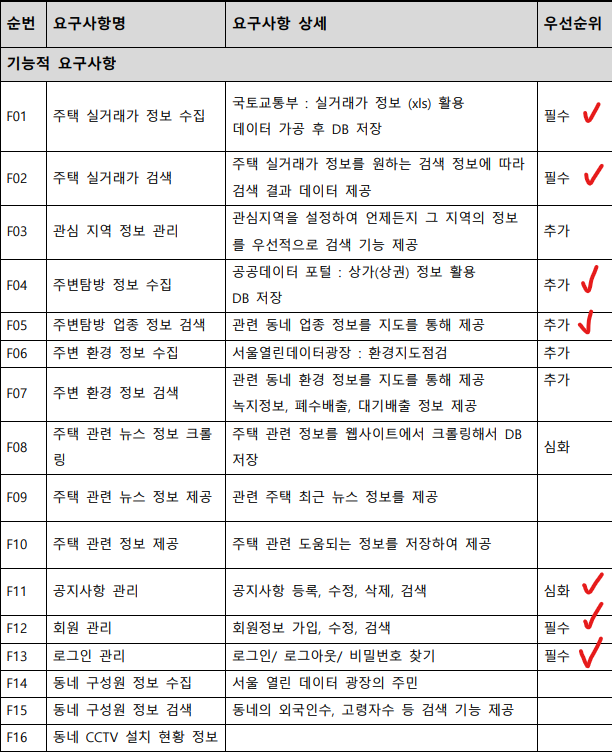 순번 요구사항명 요구사항 상세 우선순위
기능적 요구사항
F01 주택 실거래가 정보 수집 국토교통부 : 실거래가 정보 (xls) 활용 필수
데이터 가공 후 DB 저장
F02 주택 실거래가 검색 주택 실거래가 정보를 원하는 검색 정보에 따라 필수
검색 결과 데이터 제공
F03 관심 지역 정보 관리 관심지역을 설정하여 언제든지 그 지역의 정보 추가
를 우선적으로 검색 기능 제공
F04 주변탐방 정보 수집 공공데이터 포털 : 상가(상권) 정보 활용 추가
DB 저장
F05 주변탐방 업종 정보 검색 관련 동네 업종 정보를 지도를 통해 제공 추가
F06 주변 환경 정보 수집 서울열린데이터광장 : 환경지도점검 추가
F07 주변 환경 정보 검색 관련 동네 환경 정보를 지도를 통해 제공 추가
녹지정보, 폐수배출, 대기배출 정보 제공
F08 주택 관련 뉴스 정보 크롤 주택 관련 정보를 웹사이트에서 크롤링해서 DB 심화
링 저장
F09 주택 관련 뉴스 정보 제공 관련 주택 최근 뉴스 정보를 제공
F10 주택 관련 정보 제공 주택 관련 도움되는 정보를 저장하여 제공
F11 공지사항 관리 공지사항 등록, 수정, 삭제, 검색 심화
F12 회원 관리 회원정보 가입, 수정, 검색 필수
F13 로그인 관리 로그인/ 로그아웃/ 비밀번호 찾기 필수
F14 동네 구성원 정보 수집 서울 열린 데이터 광장의 주민
F15 동네 구성원 정보 검색 동네의 외국인수, 고령자수 등 검색 기능 제공
F16 동네 CCTV 설치 현황 정보